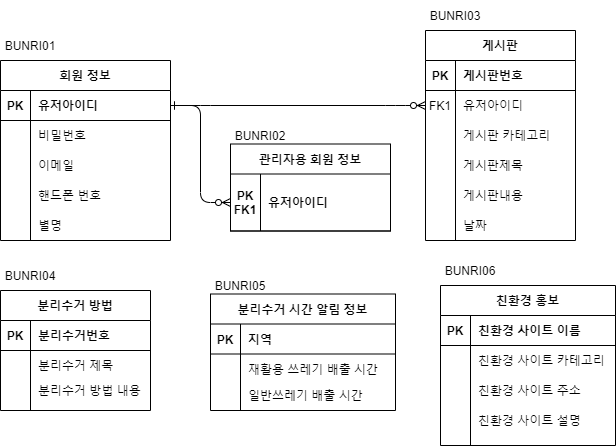 BUNRI01
회원 정보
PK 유저아이디
비밀번호
이메일
핸드폰 번호
별명
BUNRI02
관리자용 회원 정보
PK
FK1 유저아이디
BUNRI03
게시판
PK 게시판번호
FK1 유저아이디
게시판 카테고리
게시판제목
게시판내용
날짜
BUNRI04
분리수거 방법
PK 분리수거번호
분리수거 제목
분리수거 방법 내용
BUNRI05
분리수거 시간 알림 정보
PK 지역
재활용 쓰레기 배출 시간
일반쓰레기 배출 시간
BUNRI06
친환경 홍보
PK 친환경 사이트 이름
친환경 사이트 카테고리
친환경 사이트 주소
친환경 사이트 설명